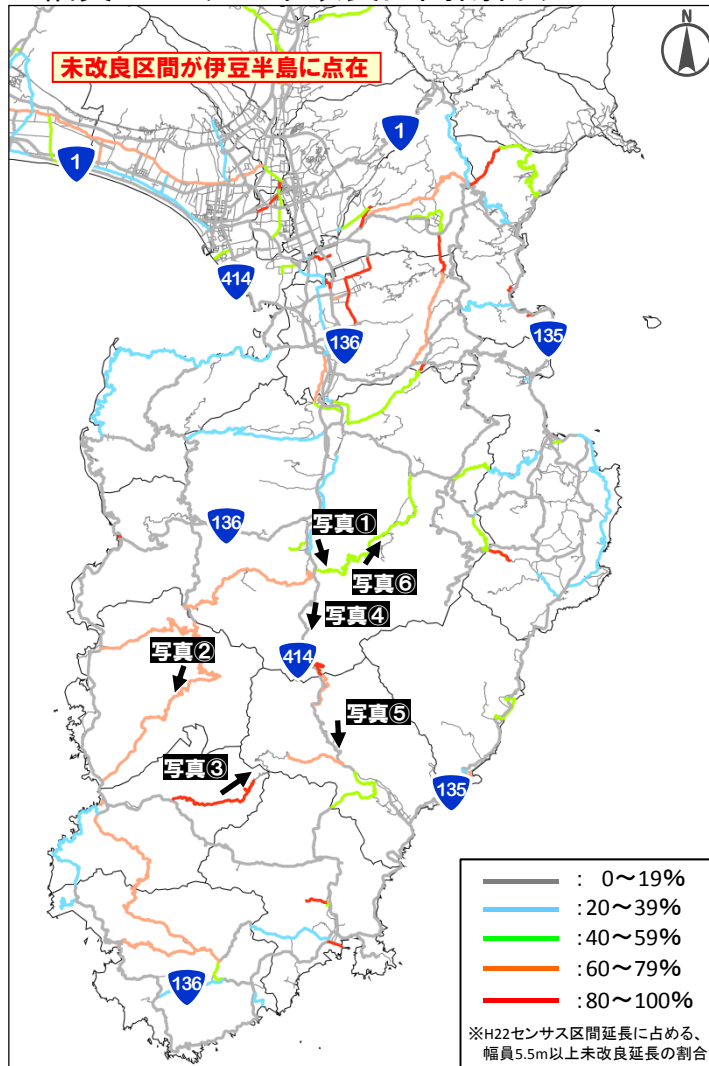 N
未改良区間が伊豆半島に点在
1
1
414
136
135
136
写真①
写真⑥
写真④
写真②
414
写真⑤
写真③
135
136
: 0～19%
:20～39%
:40～59%
:60～79%
:80～100%
※H22センサス区間延長に占める、
幅員5.5m以上未改良延長の割合